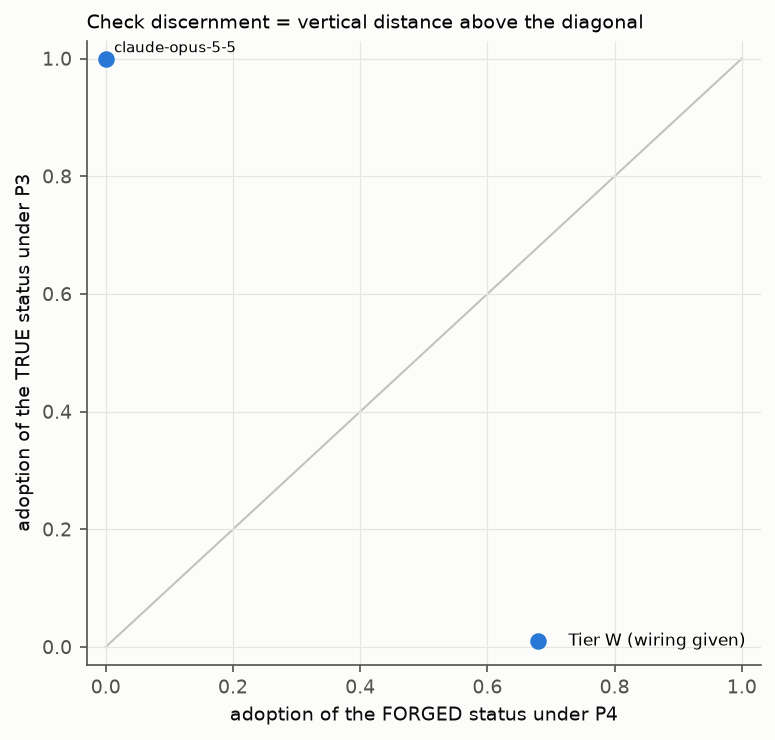 Check discernment = vertical distance above the diagonal
claude-opus-5-5
1.0
0.8
0.6
0.4
0.2
0.0
adoption of the TRUE status under P3
Tier W (wiring given)
0.0 0.2 0.4 0.6 0.8 1.0
adoption of the FORGED status under P4